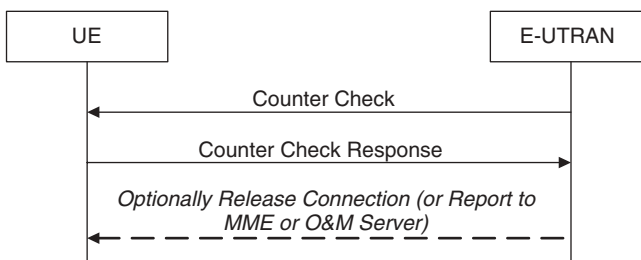 UE
E-UTRAN
Counter Check
Counter Check Response
Optionally Release Connection (or Report to
MME or O&M Server)